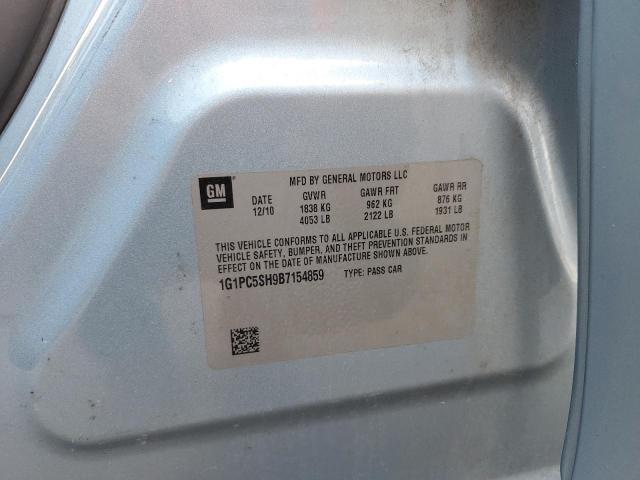 GM
MFD BY GENERAL MOTORS LLC
DATE GVWR GAWR FRT GAWR RR
12/10 1838 KG 962 KG 876 KG
4053 LB 2122 LB 1931 LB
THIS VEHICLE CONFORMS TO ALL APPLICABLE U.S. FEDERAL MOTOR
VEHICLE SAFETY, BUMPER, AND THEFT PREVENTION STANDARDS IN
EFFECT ON THE DATE OF MANUFACTURE SHOWN ABOVE.
1G1PC5SH9B7154859 TYPE: PASS CAR